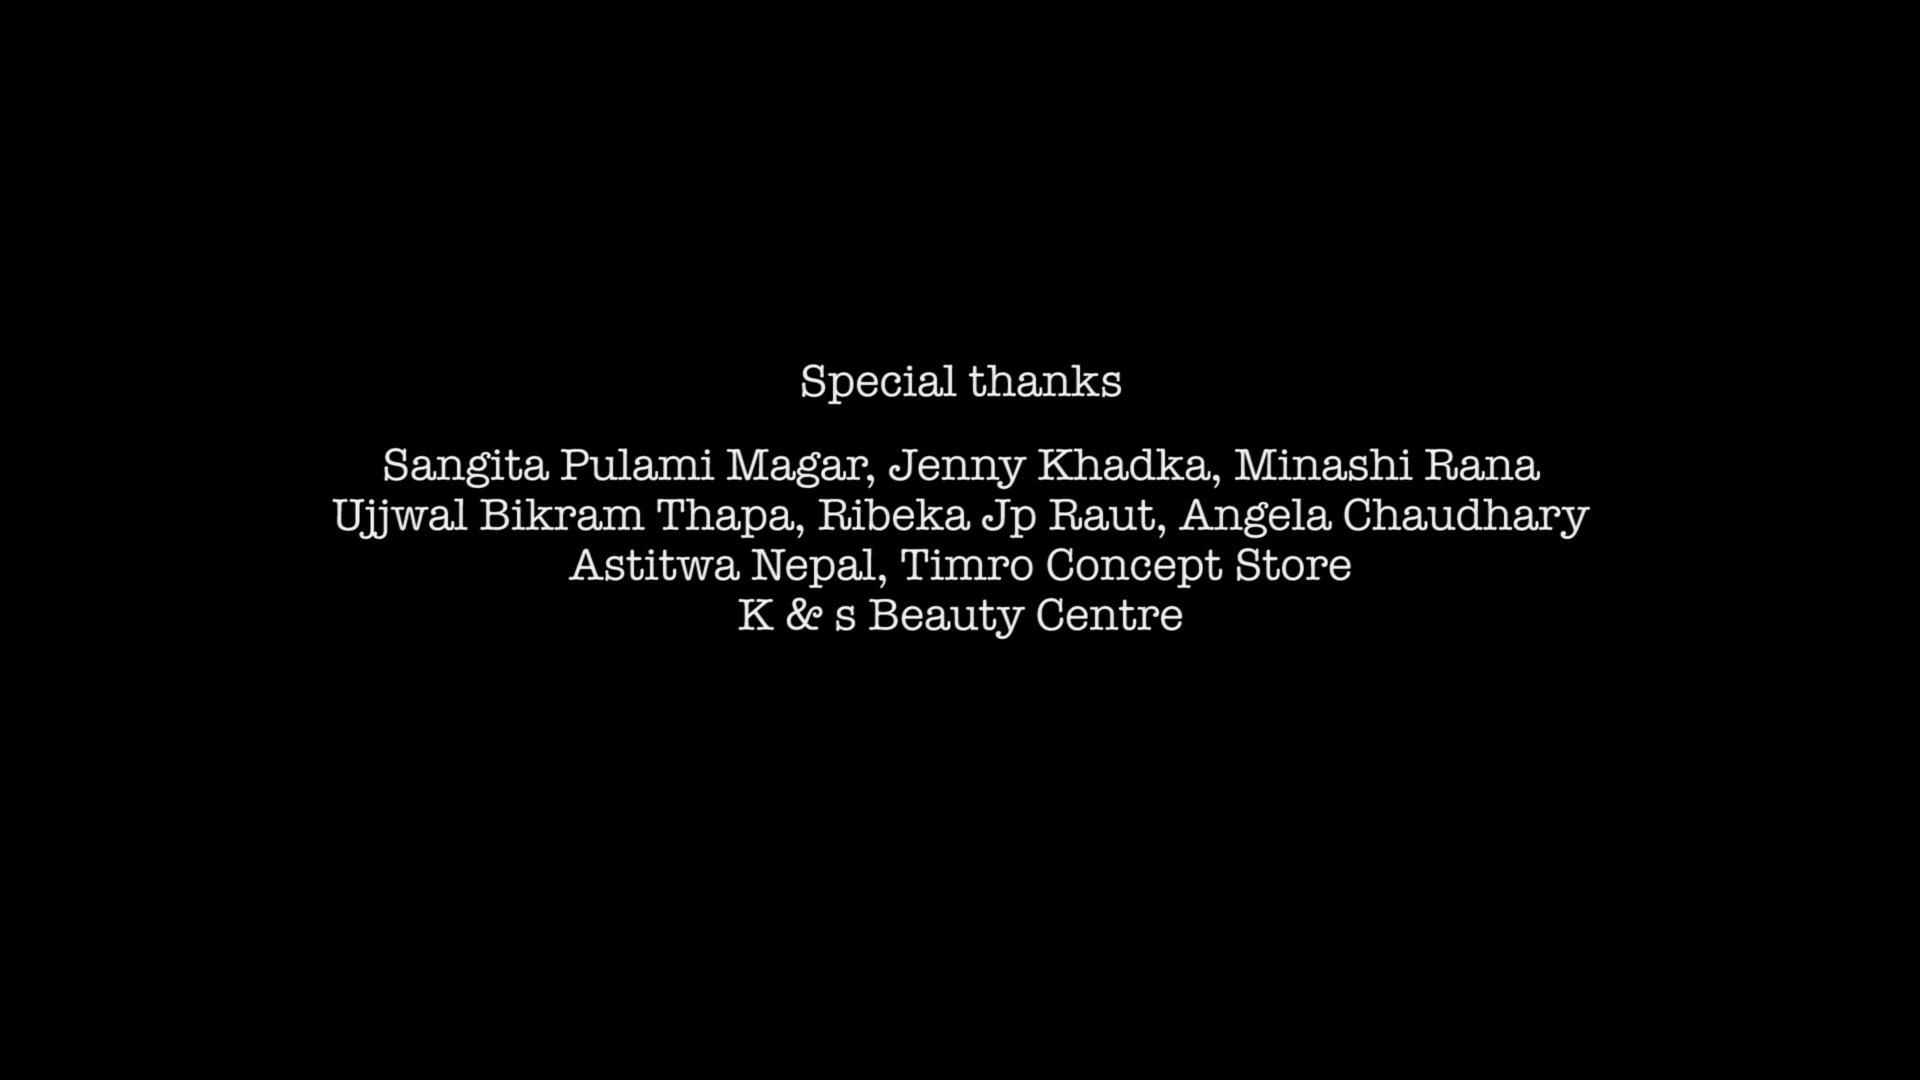 Special thanks
Sangita Pulami Magar, Jenny Khadka, Minashi Rana
Ujjwal Bikram Thapa, Ribeka Jp Raut, Angela Chaudhary
Astitwa Nepal, Timro Concept Store
K & s Beauty Centre